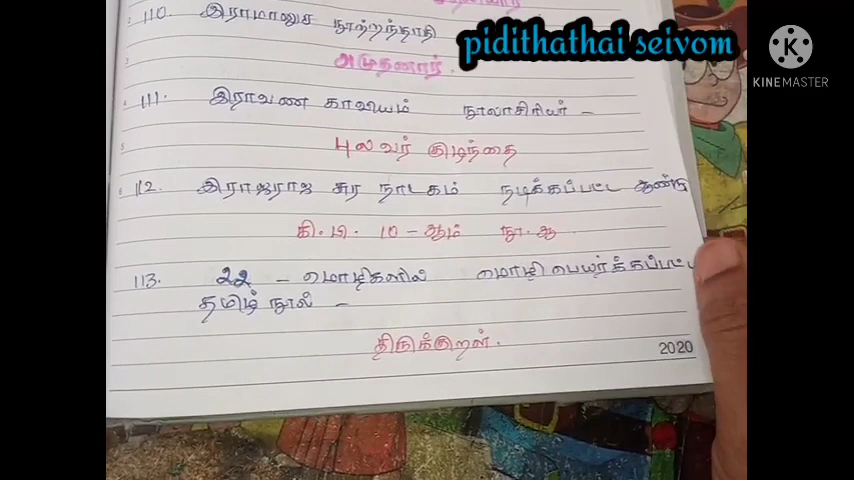 pidithathai seivom
KINEMASTER
110. இராமானுச நூற்றந்தாதி
அமுதனார்.
111. இராவண காவியம் நூலாசிரியர் -
புலவர் குழந்தை
112. இராஜராஜ சுர நாடகம் நடிக்கப்பட்ட ஆண்டு
கி.பி. 10 - ஆம் நூ.ஆ.
113. 22 - மொழிகளில் மொழி பெயர்க்கப்பட்ட
தமிழ் நூல் -
திருக்குறள்.
2020